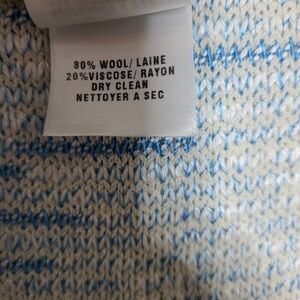 80% WOOL/ LAINE
20%VISCOSE/ RAYON
DRY CLEAN
NETTOYER A SEC